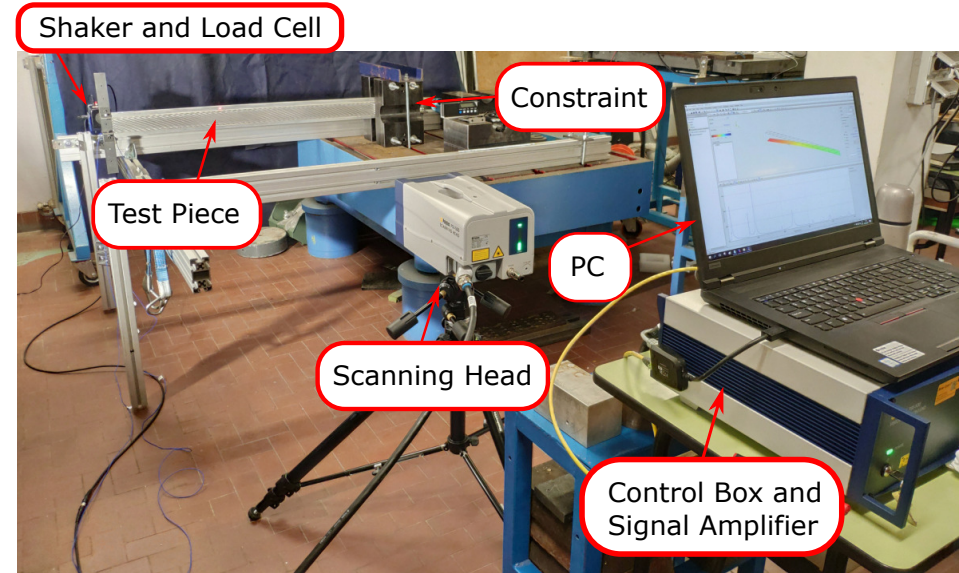 Shaker and Load Cell
Constraint
Test Piece
PC
Scanning Head
Control Box and
Signal Amplifier